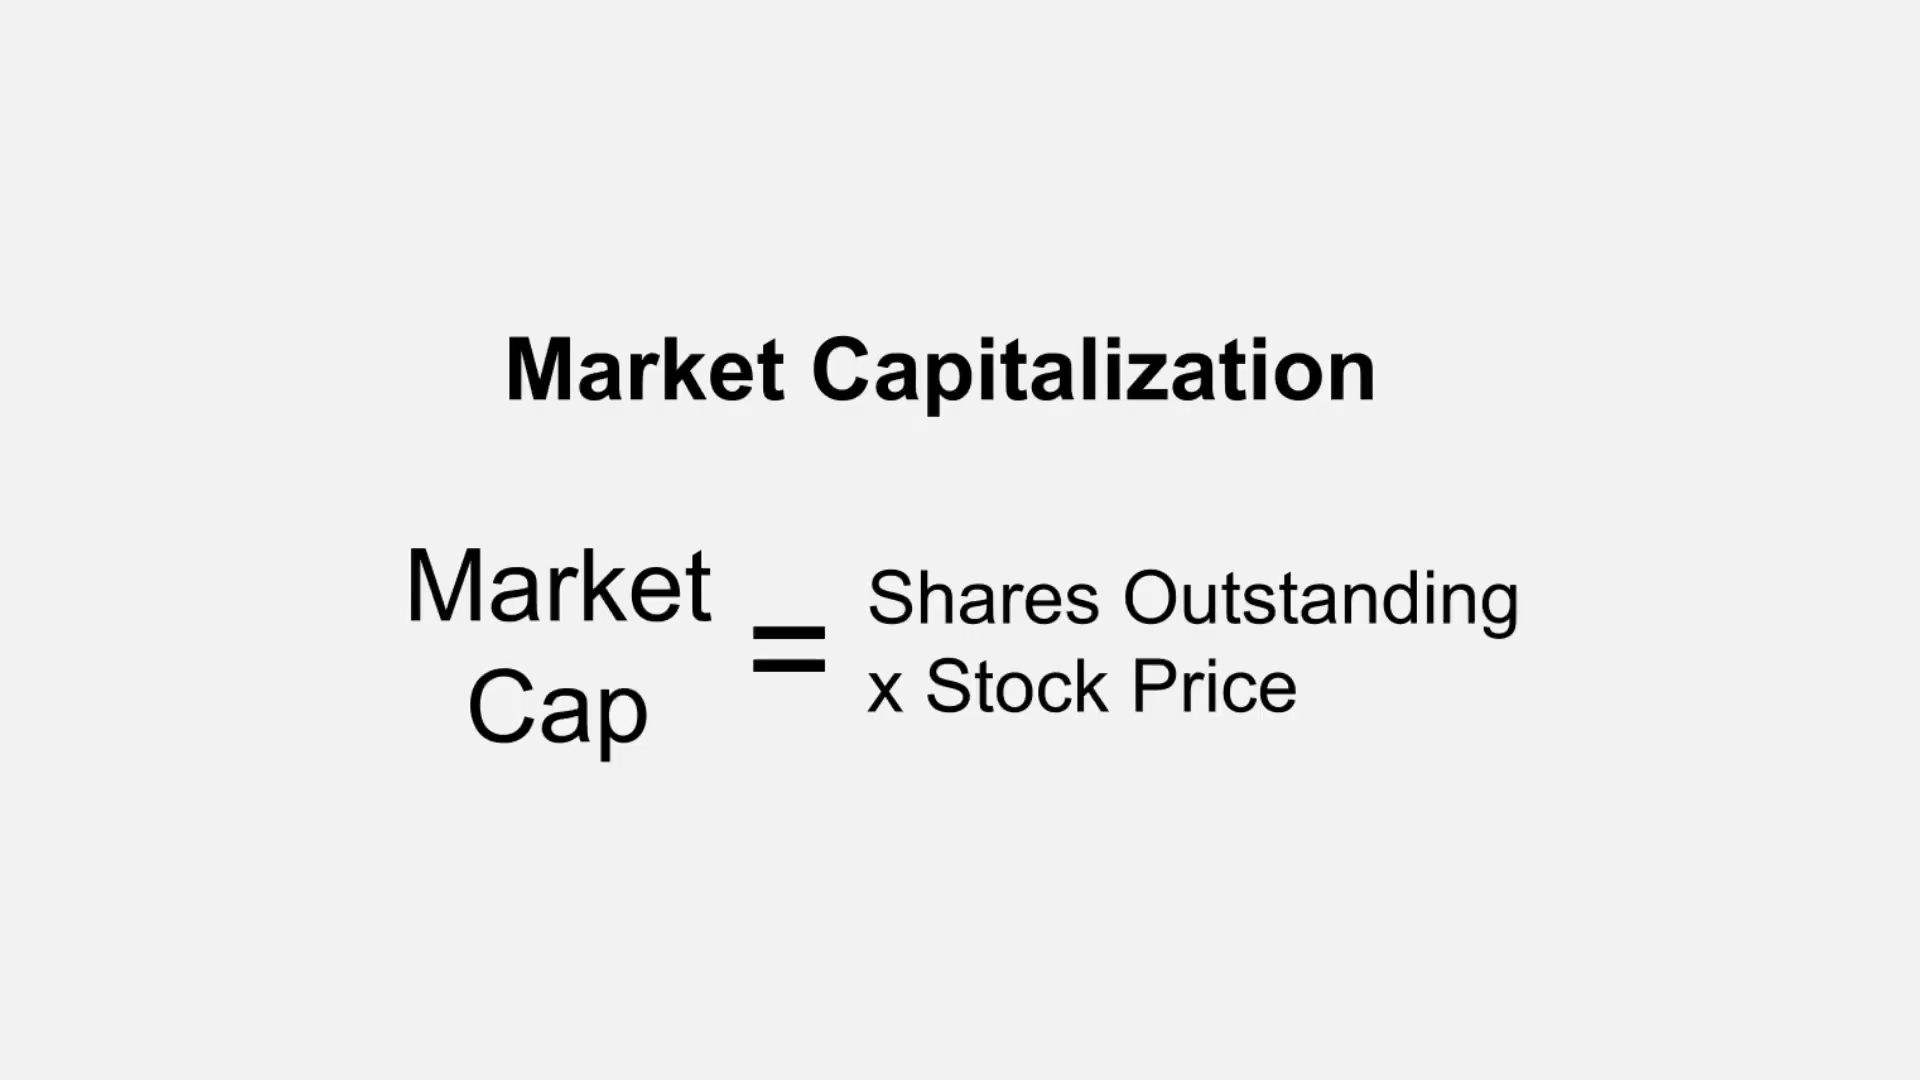 Market Capitalization
Market
Cap
=
Shares Outstanding
x Stock Price